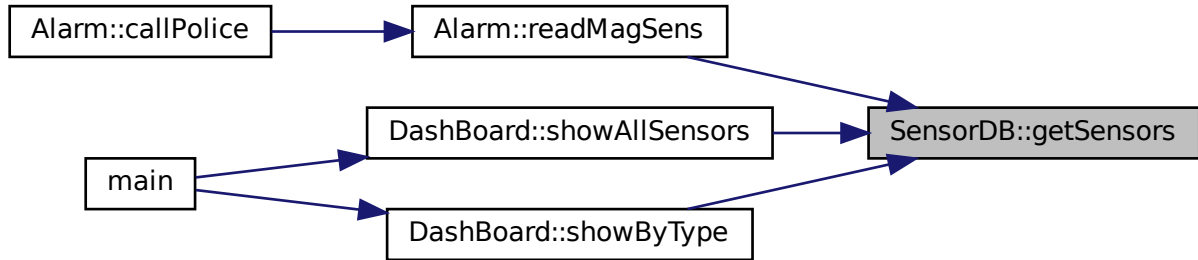 Alarm::callPolice
Alarm::readMagSens
DashBoard::showAllSensors
SensorDB::getSensors
main
DashBoard::showByType